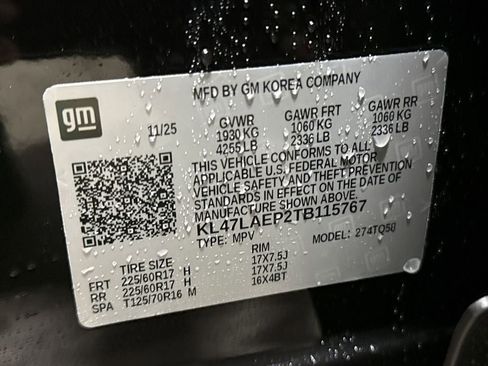 MFD BY GM KOREA COMPANY
gm
11/25
GVWR GAWR FRT GAWR RR
1930 KG 1060 KG 1060 KG
4255 LB 2336 LB 2336 LB
THIS VEHICLE CONFORMS TO ALL
APPLICABLE U.S. FEDERAL MOTOR
VEHICLE SAFETY AND THEFT PREVENTION
STANDARDS IN EFFECT ON THE DATE OF
MANUFACTURE SHOWN ABOVE.
KL47LAEP2TB115767
TYPE: MPV MODEL: 274TQ58
TIRE SIZE RIM
FRT 225/60R17 H 17X7.5J
RR 225/60R17 H 17X7.5J
SPA T125/70R16 M 16X4BT